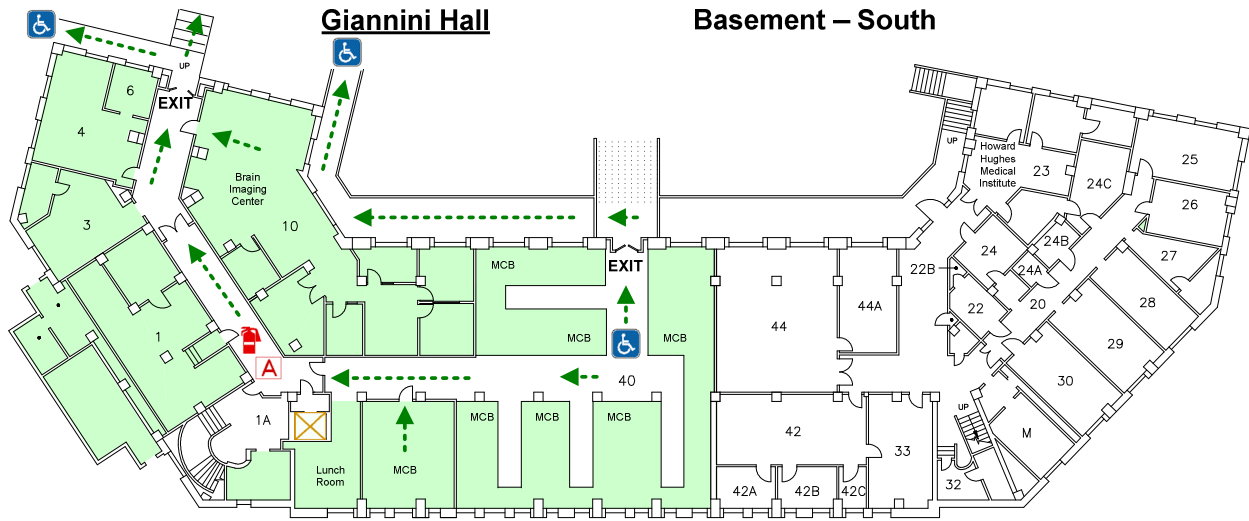 Giannini Hall
Basement – South
UP
EXIT
6
4
3
Brain
Imaging
Center
10
1
A
1A
Lunch
Room
MCB
MCB
MCB
MCB
MCB
MCB
MCB
MCB
EXIT
40
44
44A
42
42A
42B
42C
33
UP
Howard
Hughes
Medical
Institute
23
24C
25
26
24B
24
24A
27
22B
22
20
28
29
30
M
UP
32